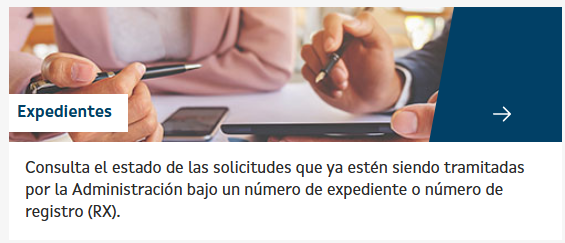 Expedientes
Consulta el estado de las solicitudes que ya estén siendo tramitadas
por la Administración bajo un número de expediente o número de
registro (RX).